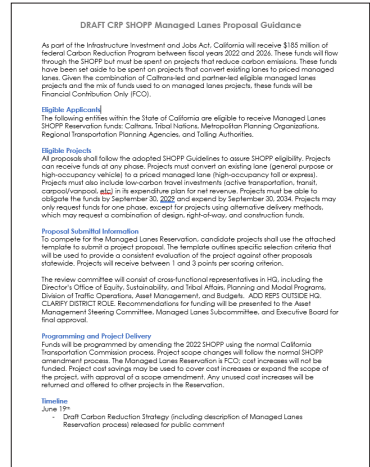 DRAFT CRP SHOPP Managed Lanes Proposal Guidance
As part of the Infrastructure Investment and Jobs Act, California will receive $185 million of
federal Carbon Reduction Program between fiscal years 2022 and 2026. These funds will flow
through the SHOPP but must be spent on projects that reduce carbon emissions. These funds
have been set aside to be spent on projects that convert existing lanes to priced managed
lanes. Given the combination of Caltrans-led and partner-led eligible managed lanes
projects and the mix of funds used to on managed lanes projects, these funds will be
Financial Contribution Only (FCO).
Eligible Applicants
The following entities within the State of California are eligible to receive Managed Lanes
SHOPP Reservation funds: Caltrans, Tribal Nations, Metropolitan Planning Organizations,
Regional Transportation Planning Agencies, and Tolling Authorities.
Eligible Projects
All proposals shall follow the adopted SHOPP Guidelines to assure SHOPP eligibility. Projects
can receive funds at any phase. Projects must convert an existing lane (general purpose or
high-occupancy vehicle) to a priced managed lane (high-occupancy toll or express).
Projects must also include low-carbon travel investments (active transportation, transit,
carpool/vanpool, etc) in its expenditure plan for net revenue. Projects must be able to
obligate the funds by September 30, 2029 and expend by September 30, 2034. Projects may
only request funds for one phase, except for projects using alternative delivery methods,
which may request a combination of design, right-of-way, and construction funds.
Proposal Submittal Information
To compete for the Managed Lanes Reservation, candidate projects shall use the attached
template to submit a project proposal. The template outlines specific selection criteria that
will be used to provide a consistent evaluation of the project against other proposals
statewide. Projects will receive between 1 and 3 points per scoring criterion.
The review committee will consist of cross-functional representatives in HQ, including the
Director's Office of Equity, Sustainability, and Tribal Affairs, Planning and Modal Programs,
Division of Traffic Operations, Asset Management, and Budgets. ADD REPS OUTSIDE HQ.
CLARIFY DISTRICT ROLE. Recommendations for funding will be presented to the Asset
Management Steering Committee, Managed Lanes Subcommittee, and Executive Board for
final approval.
Programming and Project Delivery
Funds will be programmed by amending the 2022 SHOPP using the normal California
Transportation Commission process. Project scope changes will follow the normal SHOPP
amendment process. The Managed Lanes Reservation is FCO; cost increases will not be
funded. Project cost savings may be used to cover cost increases or expand the scope of
the project, with approval of a scope amendment. Any unused cost increases will be
returned and offered to other projects in the Reservation.
Timeline
June 19th
- Draft Carbon Reduction Strategy (including description of Managed Lanes
Reservation process) released for public comment